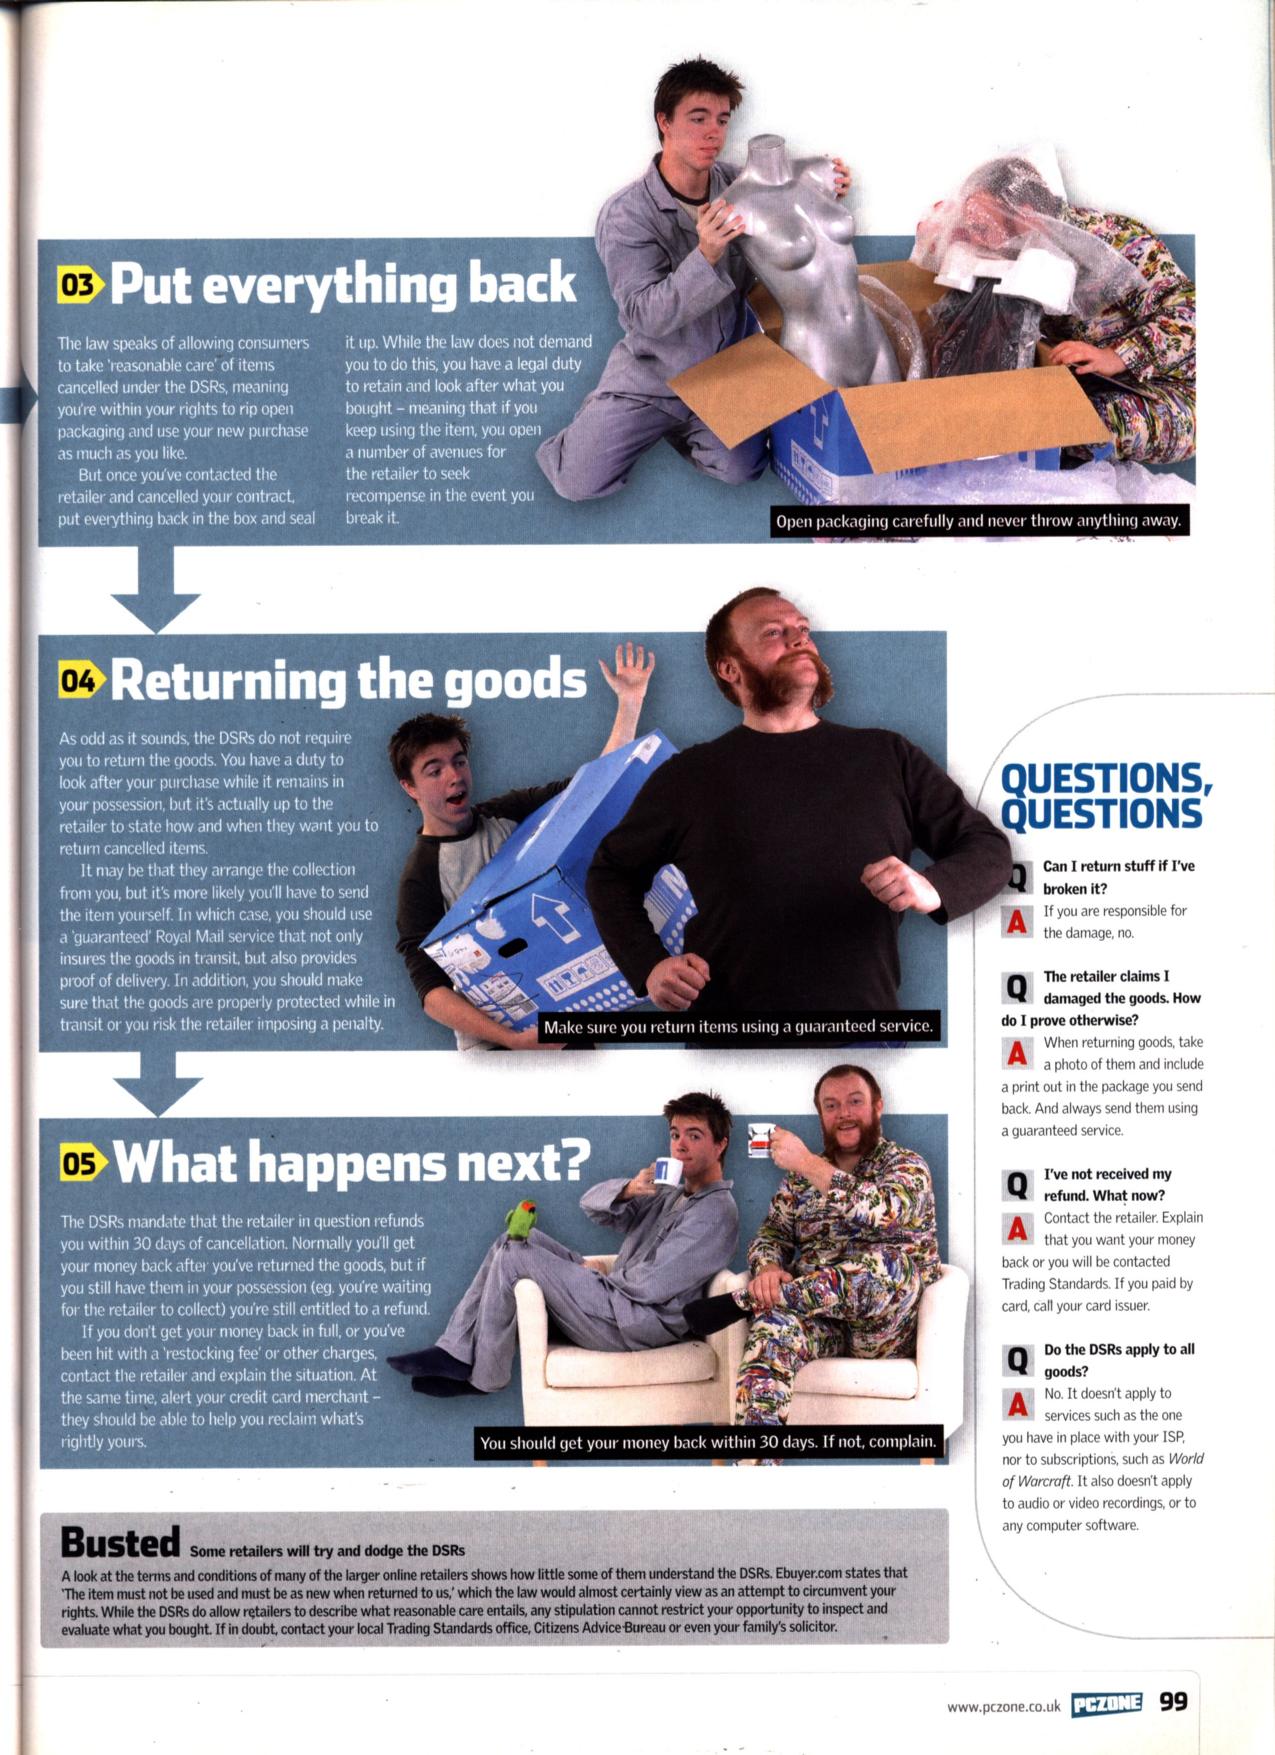 03 Put everything back
The law speaks of allowing consumers
to take 'reasonable care' of items
cancelled under the DSRs, meaning
you're within your rights to rip open
packaging and use your new purchase
as much as you like.
But once you've contacted the
retailer and cancelled your contract,
put everything back in the box and seal
it up. While the law does not demand
you to do this, you have a legal duty
to retain and look after what you
bought – meaning that if you
keep using the item, you open
a number of avenues for
the retailer to seek
recompense in the event you
break it.
Open packaging carefully and never throw anything away.
04 Returning the goods
As odd as it sounds, the DSRs do not require
you to return the goods. You have a duty to
look after your purchase while it remains in
your possession, but it's actually up to the
retailer to state how and when they want you to
return cancelled items.
It may be that they arrange the collection
from you, but it's more likely you'll have to send
the item yourself. In which case, you should use
a 'guaranteed' Royal Mail service that not only
insures the goods in transit, but also provides
proof of delivery. In addition, you should make
sure that the goods are properly protected while in
transit or you risk the retailer imposing a penalty.
Make sure you return items using a guaranteed service.
05 What happens next?
The DSRs mandate that the retailer in question refunds
you within 30 days of cancellation. Normally you'll get
your money back after you've returned the goods, but if
you still have them in your possession (eg. you're waiting
for the retailer to collect) you're still entitled to a refund.
If you don't get your money back in full, or you've
been hit with a 'restocking fee' or other charges,
contact the retailer and explain the situation. At
the same time, alert your credit card merchant –
they should be able to help you reclaim what's
rightly yours.
You should get your money back within 30 days. If not, complain.
Busted Some retailers will try and dodge the DSRs
A look at the terms and conditions of many of the larger online retailers shows how little some of them understand the DSRs. Ebuyer.com states that
'The item must not be used and must be as new when returned to us,' which the law would almost certainly view as an attempt to circumvent your
rights. While the DSRs do allow retailers to describe what reasonable care entails, any stipulation cannot restrict your opportunity to inspect and
evaluate what you bought. If in doubt, contact your local Trading Standards office, Citizens Advice Bureau or even your family's solicitor.
QUESTIONS,
QUESTIONS
Q Can I return stuff if I've
broken it?
A If you are responsible for
the damage, no.
Q The retailer claims I
damaged the goods. How
do I prove otherwise?
A When returning goods, take
a photo of them and include
a print out in the package you send
back. And always send them using
a guaranteed service.
Q I've not received my
refund. What now?
A Contact the retailer. Explain
that you want your money
back or you will be contacted
Trading Standards. If you paid by
card, call your card issuer.
Q Do the DSRs apply to all
goods?
A No. It doesn't apply to
services such as the one
you have in place with your ISP,
nor to subscriptions, such as World
of Warcraft. It also doesn't apply
to audio or video recordings, or to
any computer software.
www.pczone.co.uk PCZONE 99